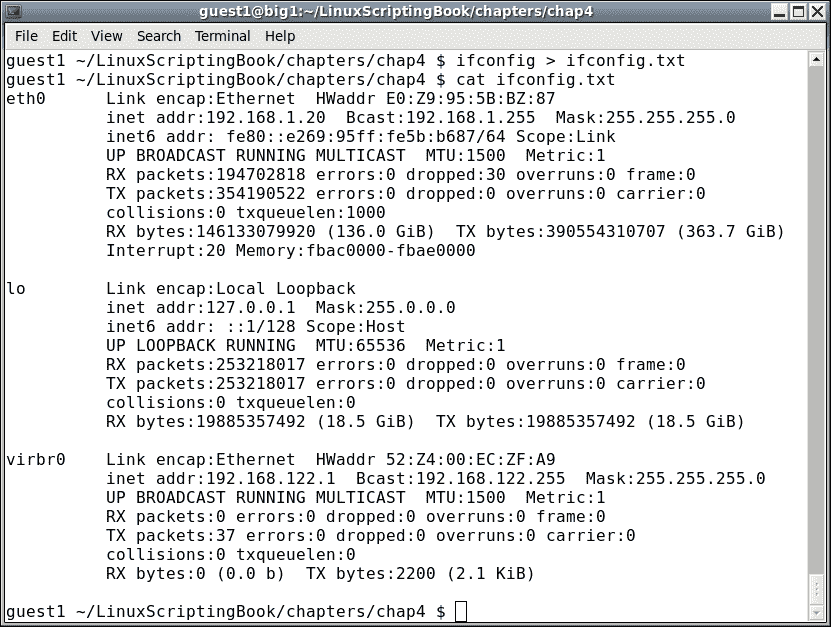 guest1@big1:~/LinuxScriptingBook/chapters/chap4
File Edit View Search Terminal Help
guest1 ~/LinuxScriptingBook/chapters/chap4 $ ifconfig > ifconfig.txt
guest1 ~/LinuxScriptingBook/chapters/chap4 $ cat ifconfig.txt
eth0      Link encap:Ethernet  HWaddr E0:Z9:95:5B:BZ:87
          inet addr:192.168.1.20  Bcast:192.168.1.255  Mask:255.255.255.0
          inet6 addr: fe80::e269:95ff:fe5b:b687/64 Scope:Link
          UP BROADCAST RUNNING MULTICAST  MTU:1500  Metric:1
          RX packets:194702818 errors:0 dropped:30 overruns:0 frame:0
          TX packets:354190522 errors:0 dropped:0 overruns:0 carrier:0
          collisions:0 txqueuelen:1000
          RX bytes:146133079920 (136.0 GiB)  TX bytes:390554310707 (363.7 GiB)
          Interrupt:20 Memory:fbac0000-fbae0000

lo        Link encap:Local Loopback
          inet addr:127.0.0.1  Mask:255.0.0.0
          inet6 addr: ::1/128 Scope:Host
          UP LOOPBACK RUNNING  MTU:65536  Metric:1
          RX packets:253218017 errors:0 dropped:0 overruns:0 frame:0
          TX packets:253218017 errors:0 dropped:0 overruns:0 carrier:0
          collisions:0 txqueuelen:0
          RX bytes:19885357492 (18.5 GiB)  TX bytes:19885357492 (18.5 GiB)

virbr0    Link encap:Ethernet  HWaddr 52:Z4:00:EC:ZF:A9
          inet addr:192.168.122.1  Bcast:192.168.122.255  Mask:255.255.255.0
          UP BROADCAST RUNNING MULTICAST  MTU:1500  Metric:1
          RX packets:0 errors:0 dropped:0 overruns:0 frame:0
          TX packets:37 errors:0 dropped:0 overruns:0 carrier:0
          collisions:0 txqueuelen:0
          RX bytes:0 (0.0 b)  TX bytes:2200 (2.1 KiB)

guest1 ~/LinuxScriptingBook/chapters/chap4 $